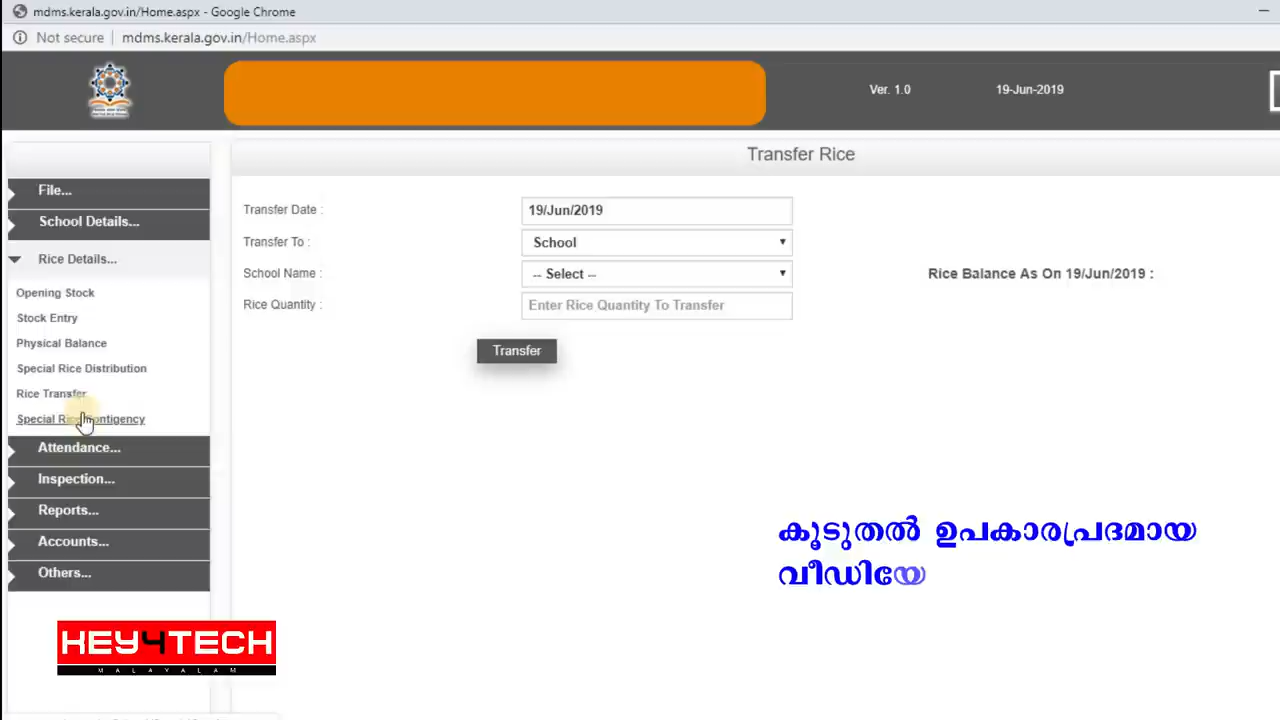 mdms.kerala.gov.in/Home.aspx - Google Chrome
Not secure | mdms.kerala.gov.in/Home.aspx
Ver. 1.0 19-Jun-2019
Transfer Rice
File...
School Details...
Rice Details...
Opening Stock
Stock Entry
Physical Balance
Special Rice Distribution
Rice Transfer
Special Rice Contigency
Attendance...
Inspection...
Reports...
Accounts...
Others...
Transfer Date : 19/Jun/2019
Transfer To : School
School Name : -- Select -- Rice Balance As On 19/Jun/2019 :
Rice Quantity : Enter Rice Quantity To Transfer
Transfer
കൂടുതൽ ഉപകാരപ്രദമായ
വീഡിയേ
HEY4TECH
MALAYALAM